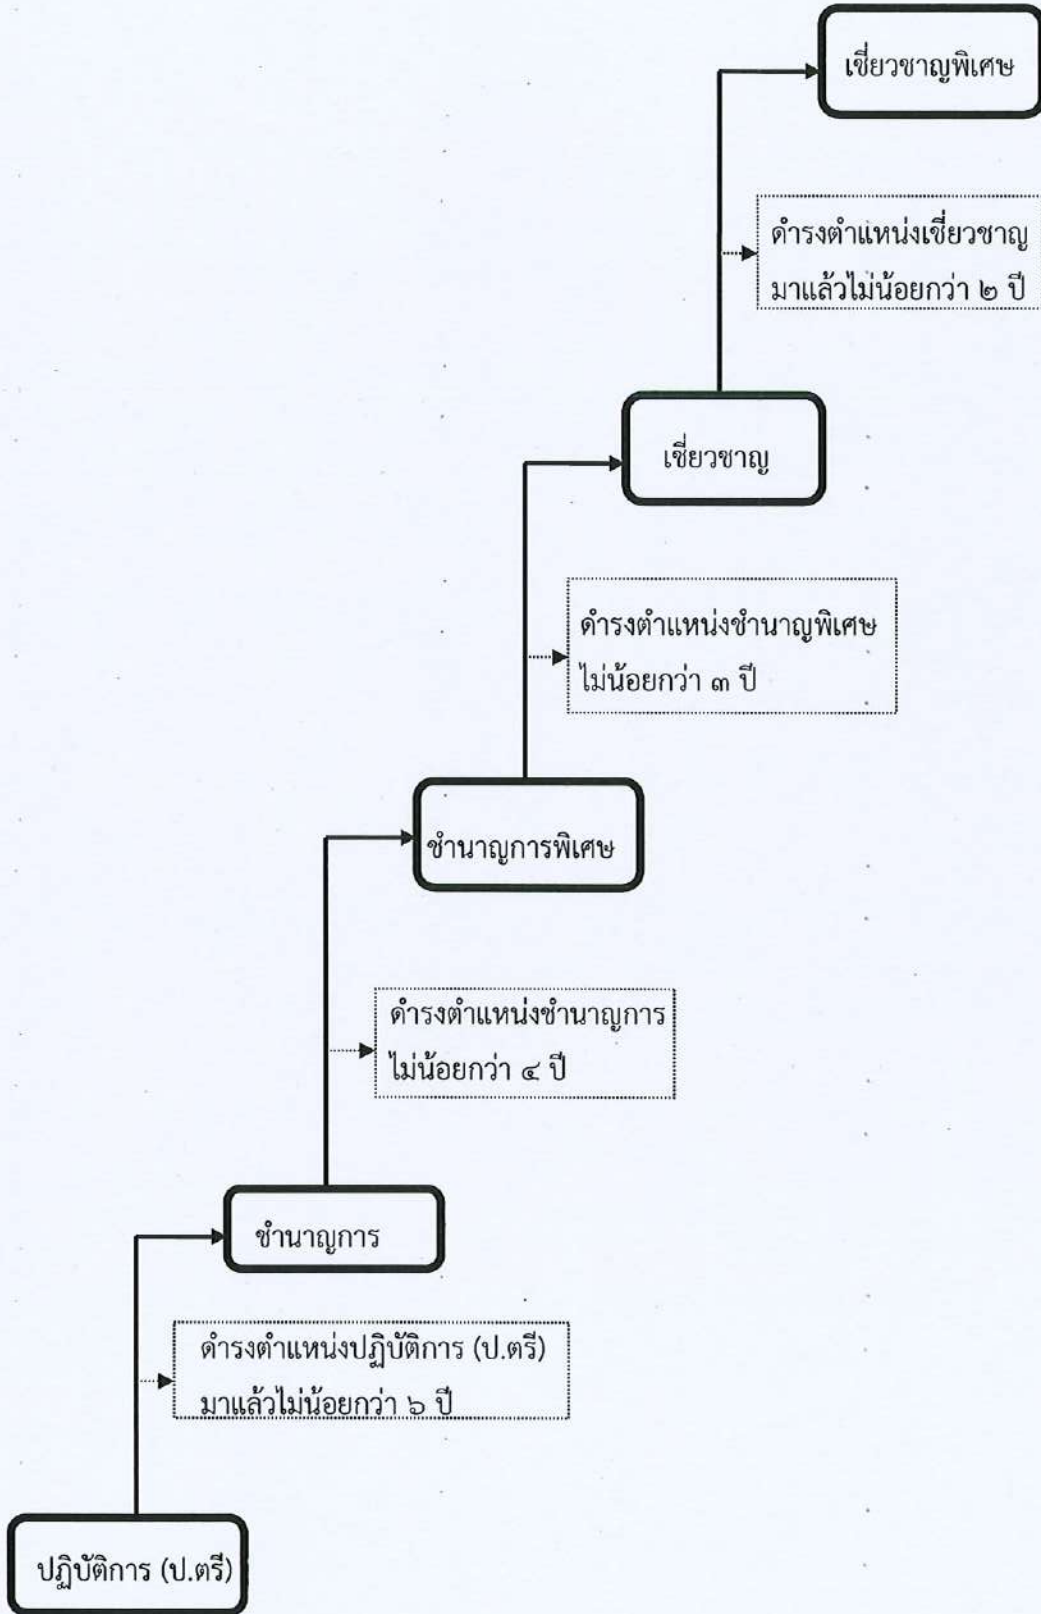 เชี่ยวชาญพิเศษ
ดำรงตำแหน่งเชี่ยวชาญ
มาแล้วไม่น้อยกว่า ๒ ปี
เชี่ยวชาญ
ดำรงตำแหน่งชำนาญพิเศษ
ไม่น้อยกว่า ๓ ปี
ชำนาญการพิเศษ
ดำรงตำแหน่งชำนาญการ
ไม่น้อยกว่า ๔ ปี
ชำนาญการ
ดำรงตำแหน่งปฏิบัติการ (ป.ตรี)
มาแล้วไม่น้อยกว่า ๖ ปี
ปฏิบัติการ (ป.ตรี)